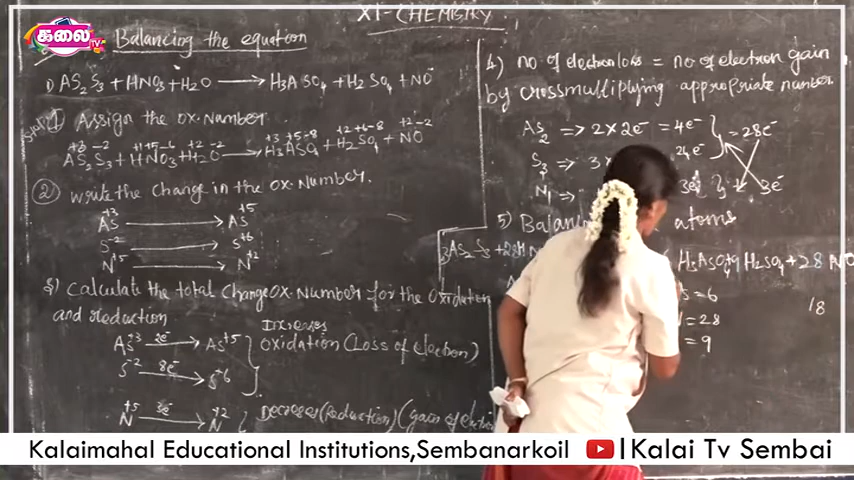 கலைTV
XI-CHEMISTRY
Balancing the equation
1) AS₂S₃ + HNO₃ + H₂O ⟶ H₃ASO₄ + H₂SO₄ + NO
Step:1
① Assign the ox.Number
+3 -2 +1+5-6 +2 -2 +3 +5-8 +2+6-8 +2-2
AS₂S₃ + HNO₃ + H₂O ⟶ H₃ASO₄ + H₂SO₄ + NO
② write the change in the ox.Number.
AS⁺³ ⟶ AS⁺⁵
S⁻² ⟶ S⁺⁶
N⁺⁵ ⟶ N⁺²
3) Calculate the total Change OX.Number for the Oxidation
and reduction
As⁺³ 2e⁻⟶ As⁺⁵ Increases
Oxidation (Loss of electron)
S⁻² 8e⁻⟶ S⁺⁶
N⁺⁵ 3e⁻⟶ N⁺² Decreases (reduction) (gain of
4) no of electron loss = no of electron gain
by crossmultiplying appropriate number.
AS₂ => 2×2e⁻ = 4e⁻
= 28e⁻
S₃ => 3× 24e⁻
N₁ => 3e⁻
3e⁻
5) atoms
3AS₂S₃ + 28HN H₃ASO₄+9 H₂SO₄ + 28 NO
= 6
= 28
= 9
18
Kalaimahal Educational Institutions,Sembanarkoil | Kalai Tv Sembai